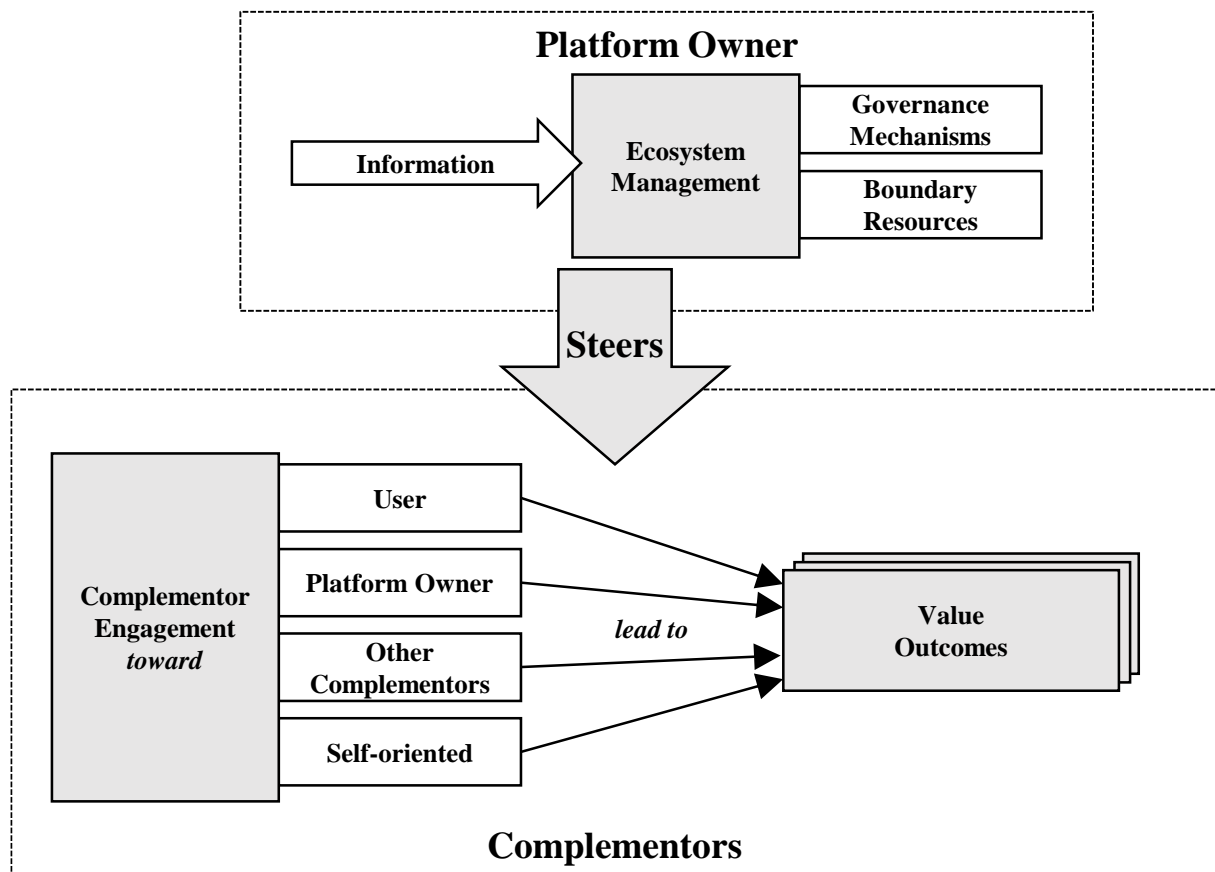 Platform Owner
Information
Ecosystem
Management
Governance
Mechanisms
Boundary
Resources
Steers
Complementor
Engagement
toward
User
Platform Owner
Other
Complementors
Self-oriented
lead to
Value
Outcomes
Complementors